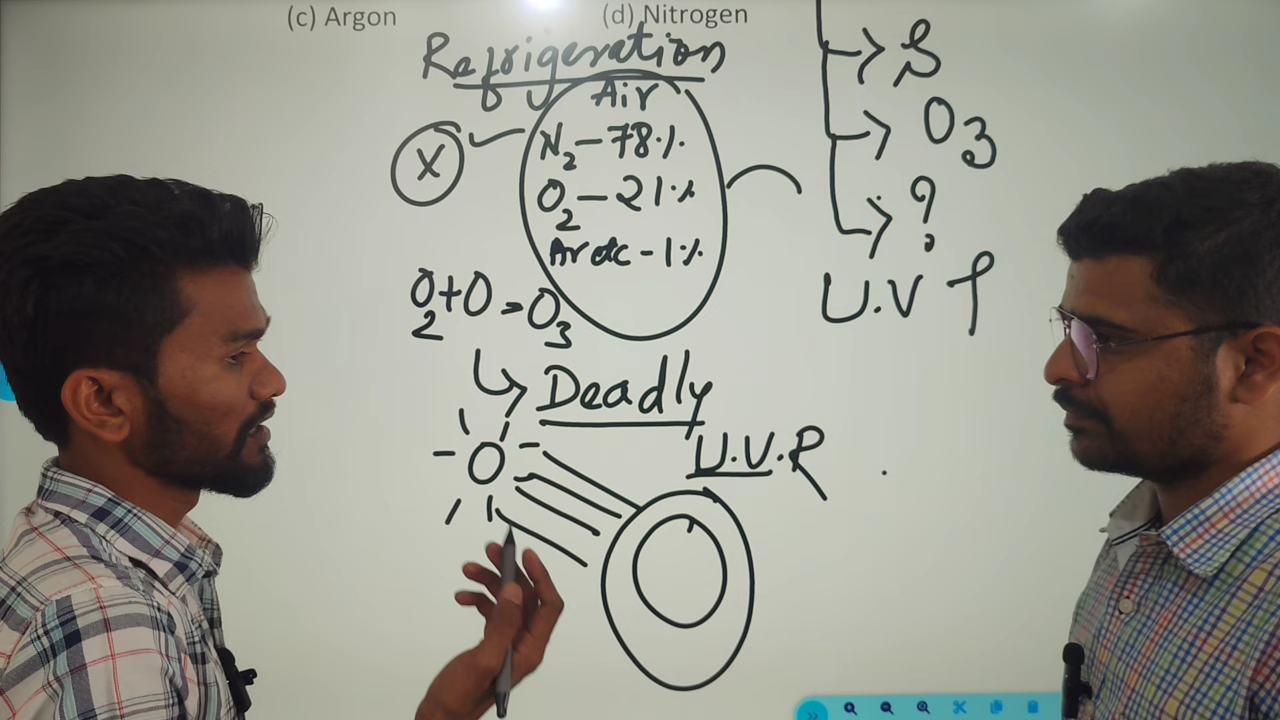 (c) Argon (d) Nitrogen
Refrigeration
Air
X
N2 - 78%
O2 - 21%
Ar etc - 1%
O2 + O = O3
Deadly
U.V.R
O3
?
U.V ↑